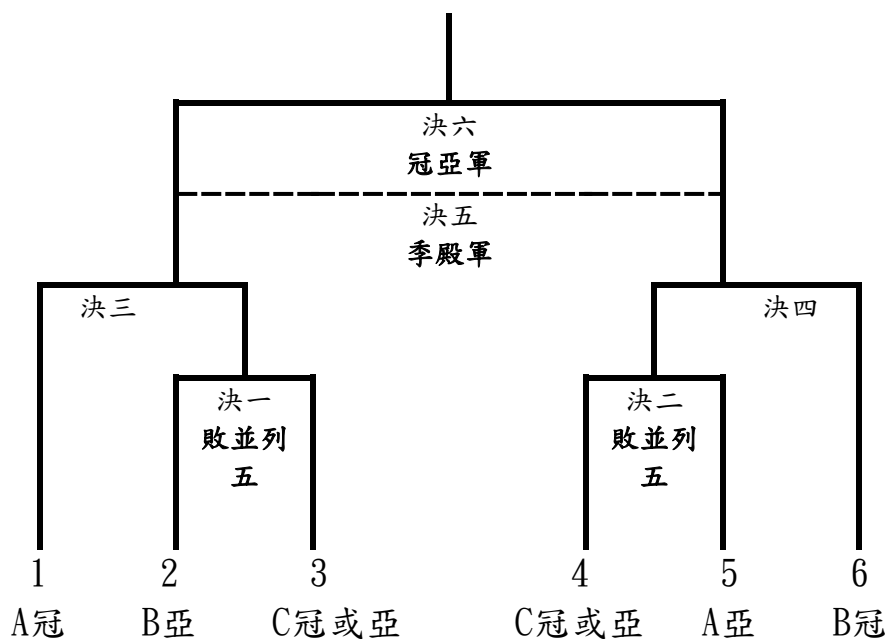 決六
冠亞軍
決五
季殿軍
決三
決四
決一
敗並列
五
決二
敗並列
五
1 2 3 4 5 6
A冠 B亞 C冠或亞 C冠或亞 A亞 B冠